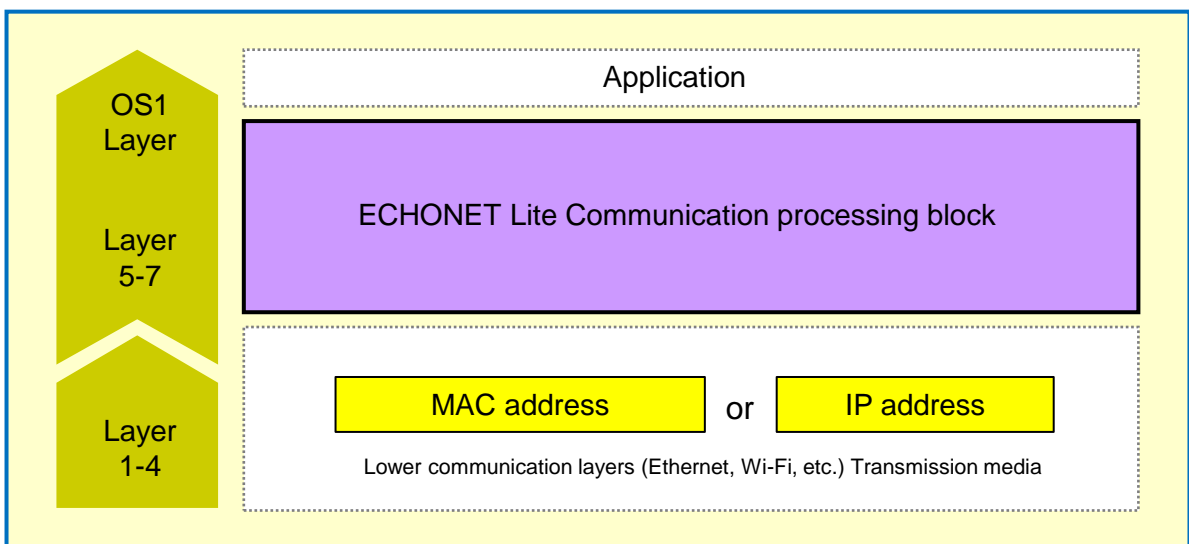 OS1
Layer
Layer
5-7
Layer
1-4
Application
ECHONET Lite Communication processing block
MAC address or IP address
Lower communication layers (Ethernet, Wi-Fi, etc.) Transmission media